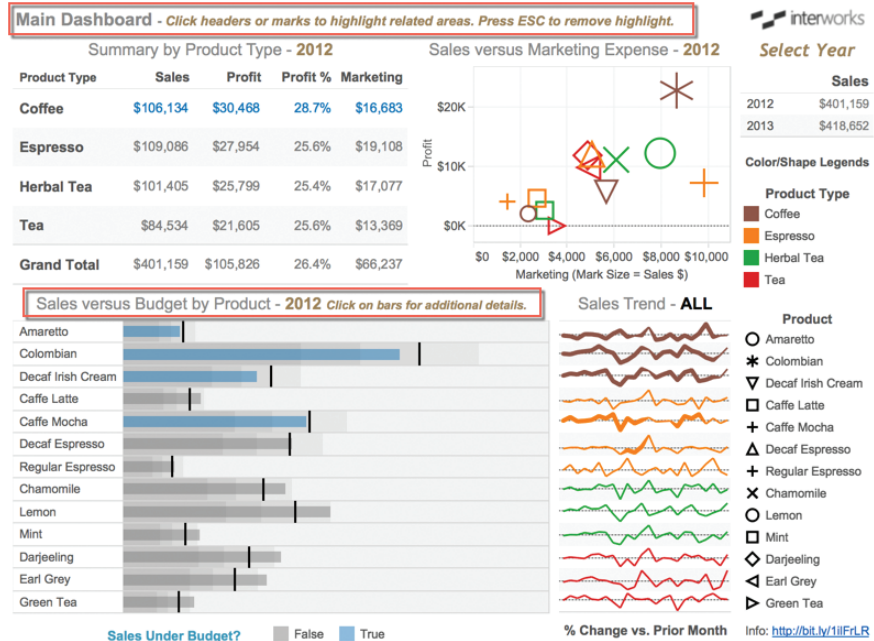 Main Dashboard - Click headers or marks to highlight related areas. Press ESC to remove highlight.
interworks
Summary by Product Type - 2012
Product Type Sales Profit Profit % Marketing
Coffee $106,134 $30,468 28.7% $16,683
Espresso $109,086 $27,954 25.6% $19,108
Herbal Tea $101,405 $25,799 25.4% $17,077
Tea $84,534 $21,605 25.6% $13,369
Grand Total $401,159 $105,826 26.4% $66,237
Sales versus Marketing Expense - 2012
Profit
$20K
$10K
$0K
$0 $2,000 $4,000 $6,000 $8,000 $10,000
Marketing (Mark Size = Sales $)
Select Year
Sales
2012 $401,159
2013 $418,652
Color/Shape Legends
Product Type
Coffee
Espresso
Herbal Tea
Tea
Sales versus Budget by Product - 2012 Click on bars for additional details.
Amaretto
Colombian
Decaf Irish Cream
Caffe Latte
Caffe Mocha
Decaf Espresso
Regular Espresso
Chamomile
Lemon
Mint
Darjeeling
Earl Grey
Green Tea
Sales Under Budget? False True
Sales Trend - ALL
% Change vs. Prior Month
Product
Amaretto
Colombian
Decaf Irish Cream
Caffe Latte
Caffe Mocha
Decaf Espresso
Regular Espresso
Chamomile
Lemon
Mint
Darjeeling
Earl Grey
Green Tea
Info: http://bit.ly/1ilFrLR